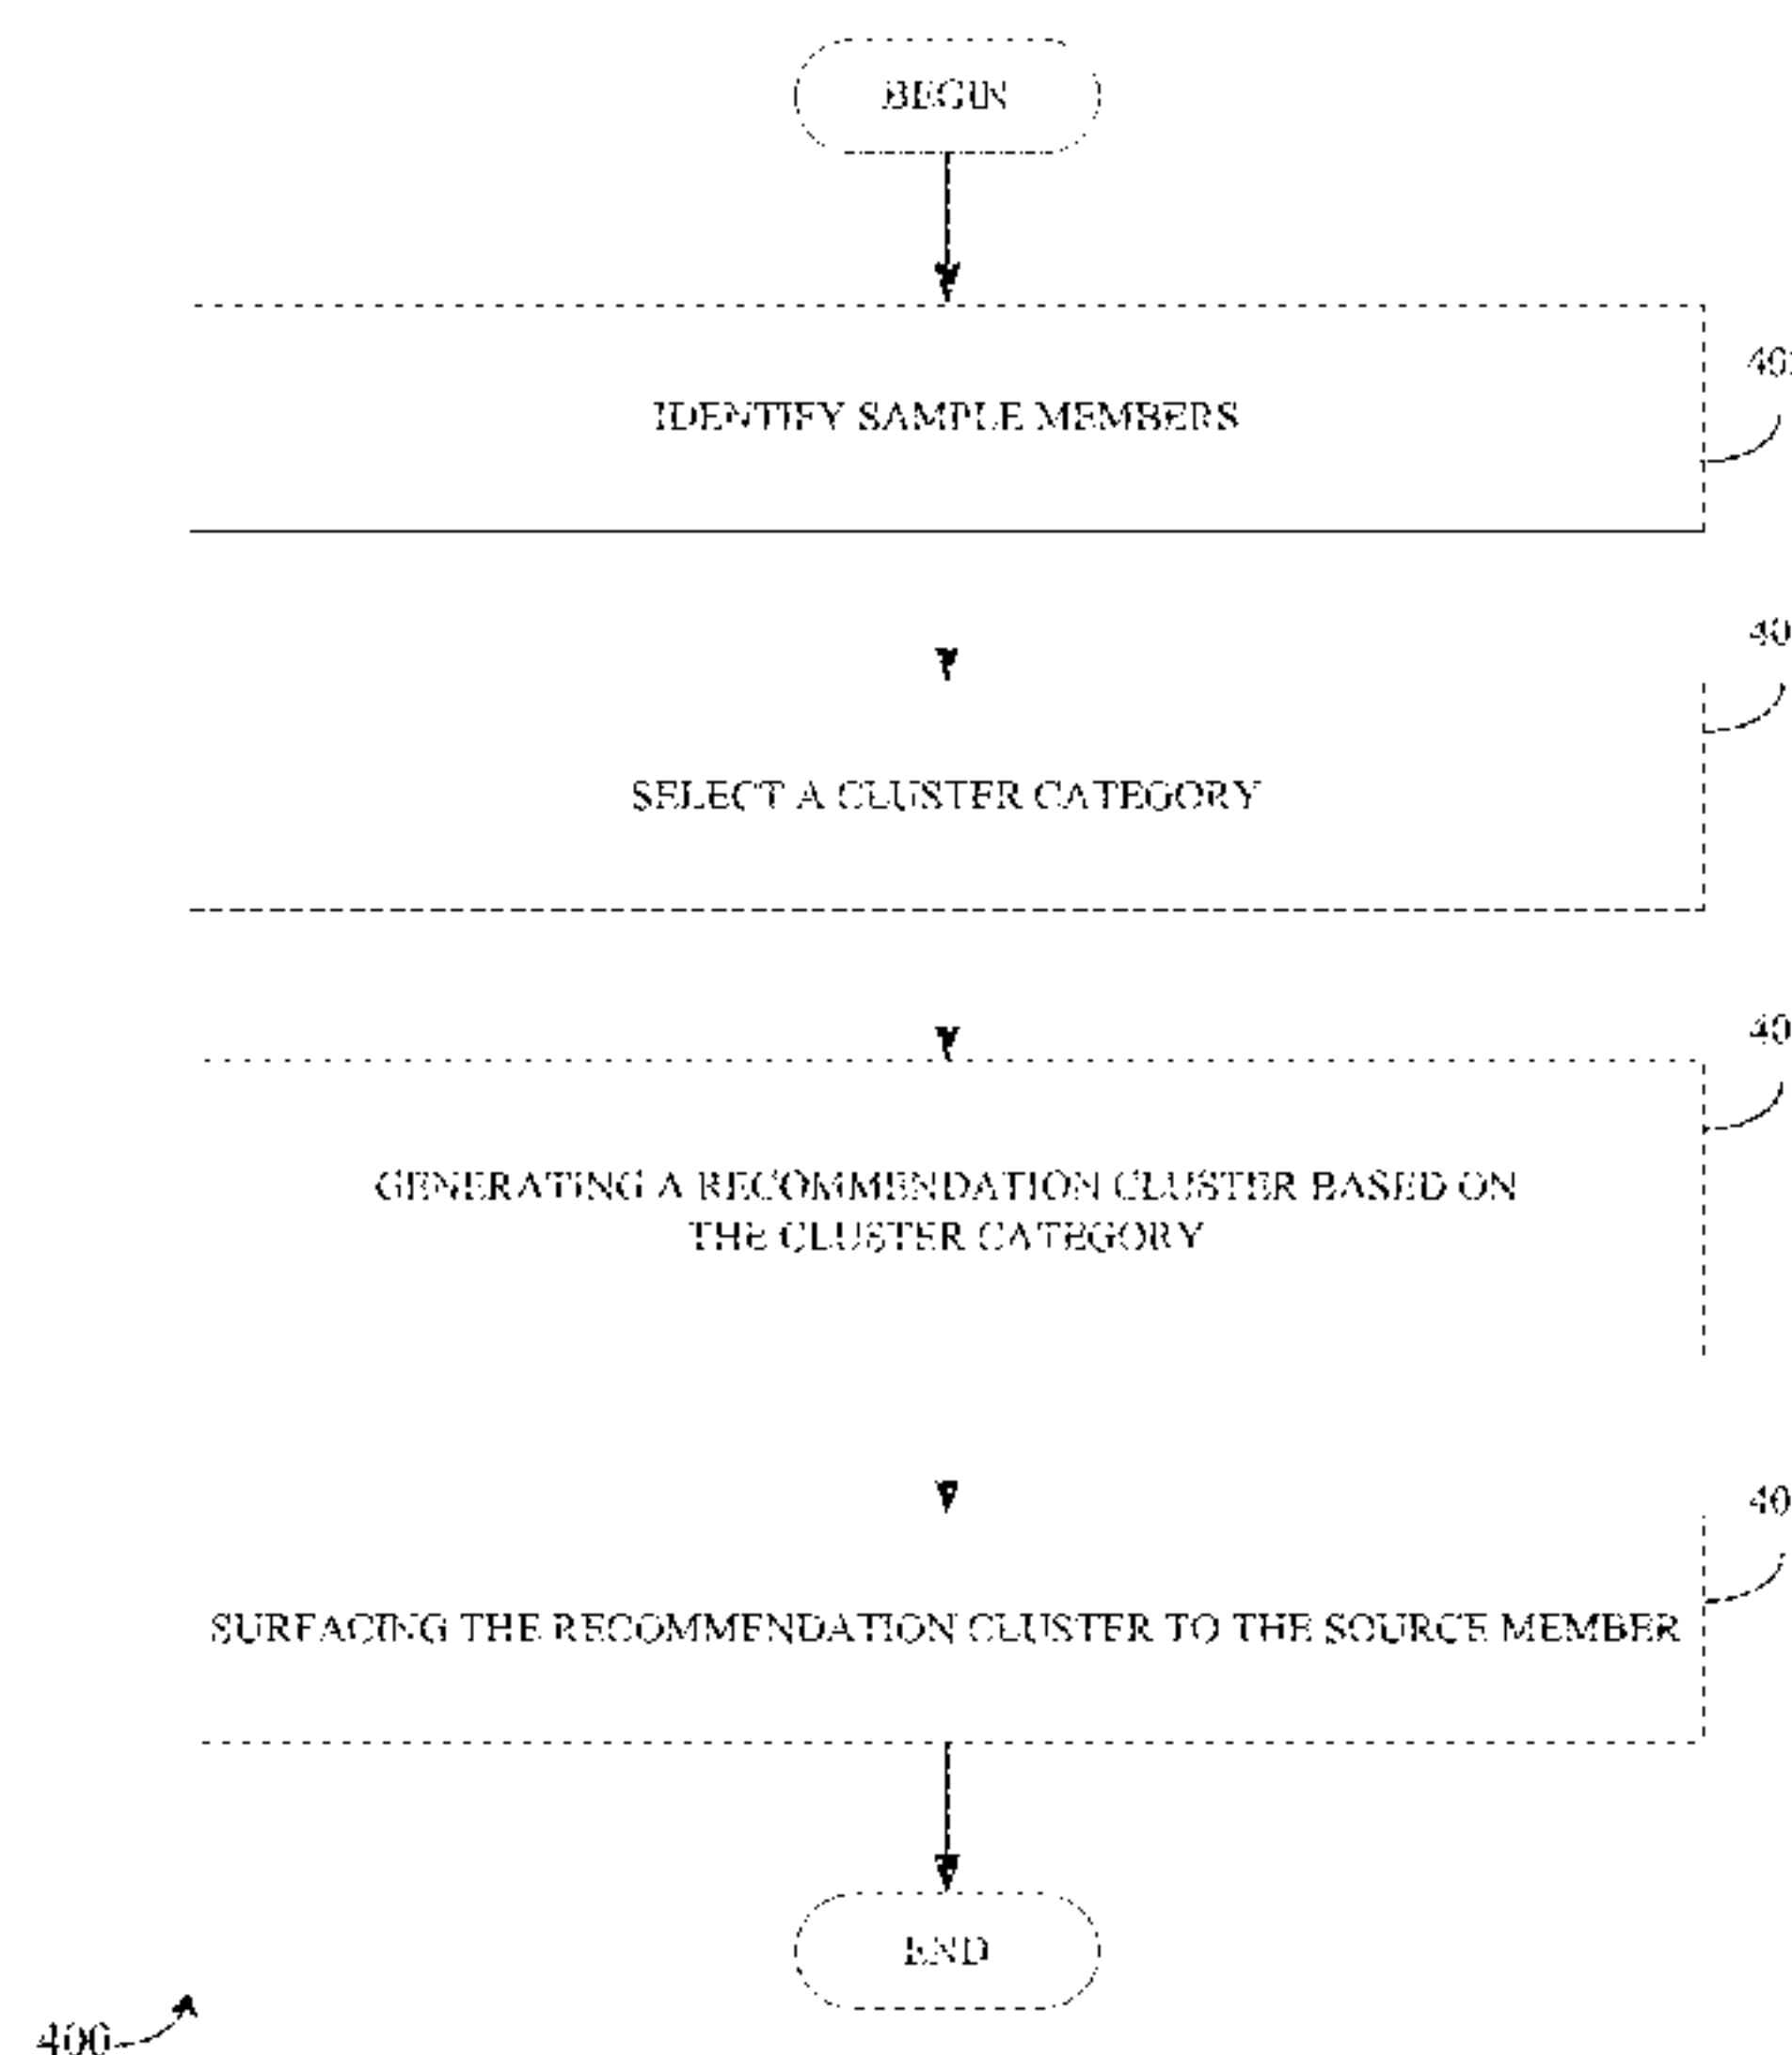 BEGIN
IDENTIFY SAMPLE MEMBERS
SELECT A CLUSTER CATEGORY
GENERATING A RECOMMENDATION CLUSTER BASED ON
THE CLUSTER CATEGORY
SURFACING THE RECOMMENDATION CLUSTER TO THE SOURCE MEMBER
END
400